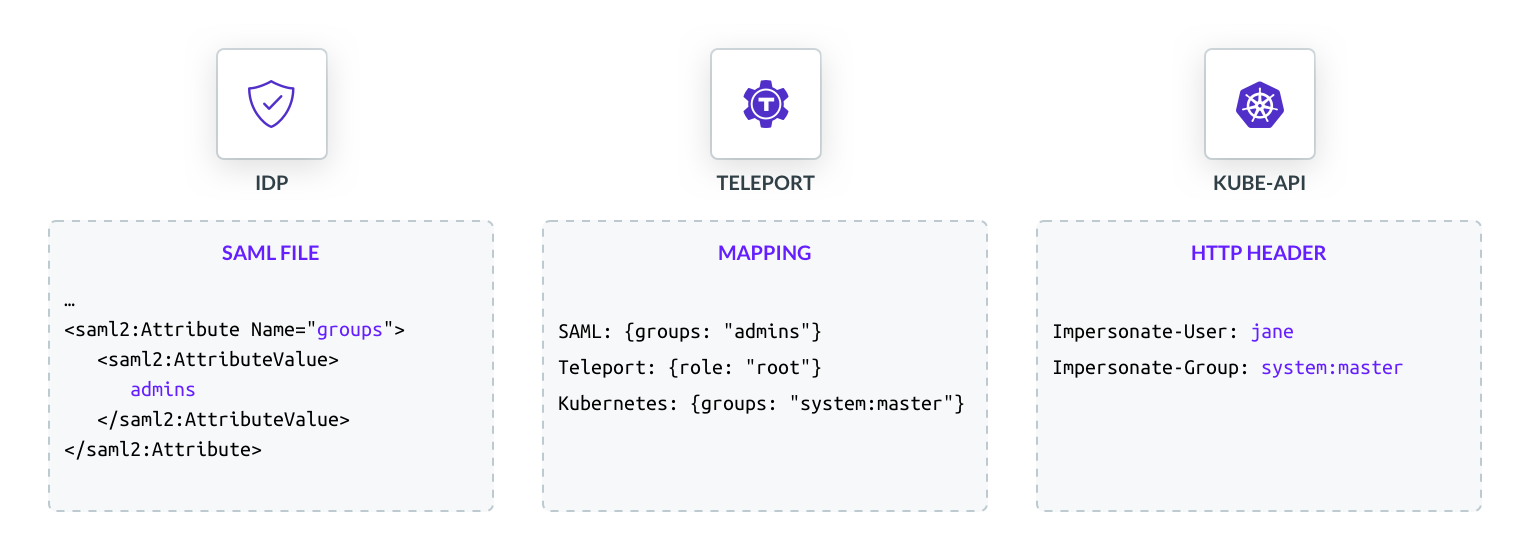 IDP
SAML FILE
…
<saml2:Attribute Name="groups">
<saml2:AttributeValue>
admins
</saml2:AttributeValue>
</saml2:Attribute>
T
TELEPORT
MAPPING
SAML: {groups: "admins"}
Teleport: {role: "root"}
Kubernetes: {groups: "system:master"}
KUBE-API
HTTP HEADER
Impersonate-User: jane
Impersonate-Group: system:master